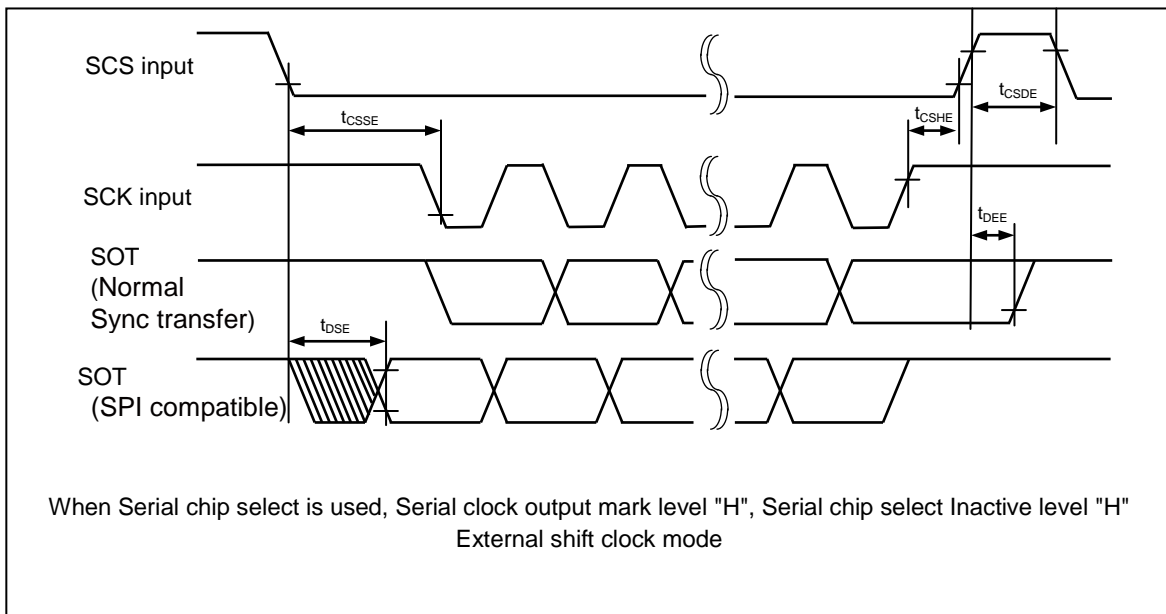 SCS input
tCSSE
tCSHE
tCSDE
SCK input
tDEE
SOT
(Normal
Sync transfer)
tDSE
SOT
(SPI compatible)
When Serial chip select is used, Serial clock output mark level "H", Serial chip select Inactive level "H"
External shift clock mode